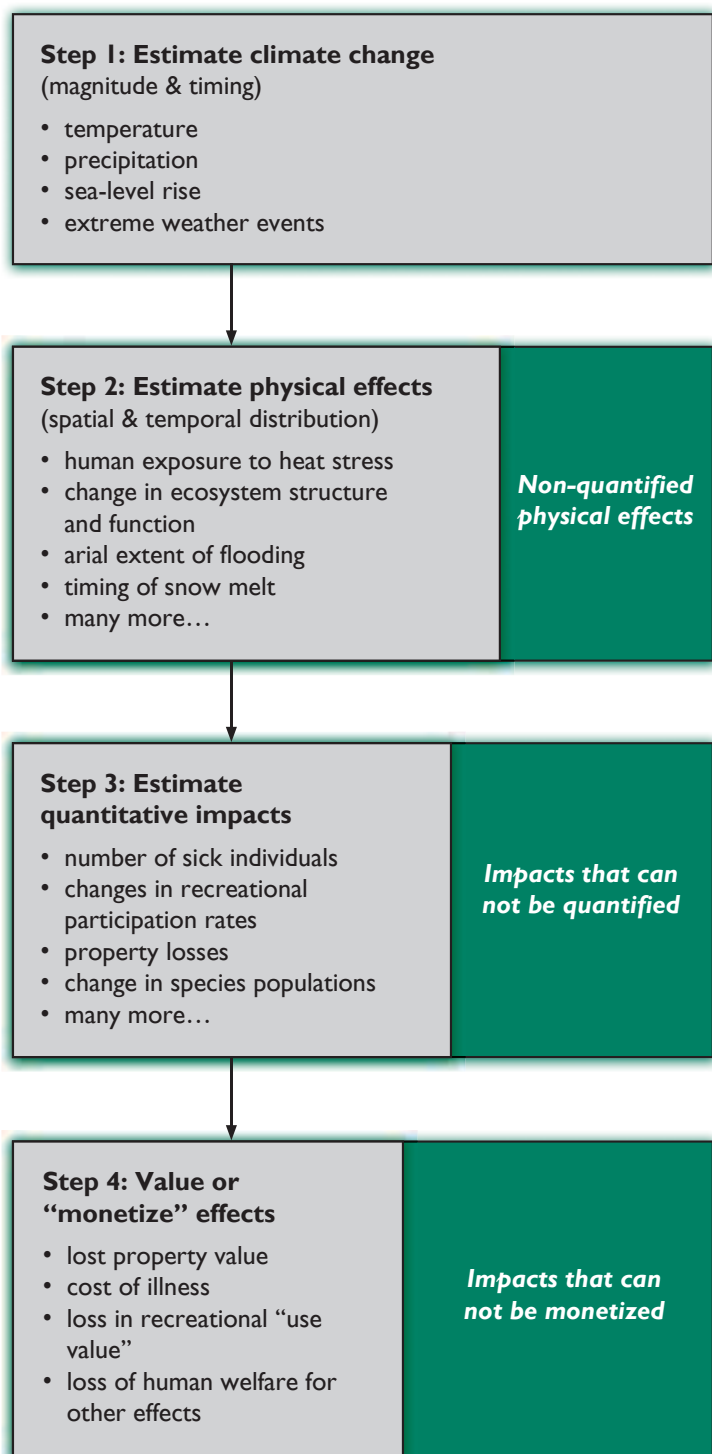 Step 1: Estimate climate change
(magnitude & timing)
• temperature
• precipitation
• sea-level rise
• extreme weather events
Step 2: Estimate physical effects
(spatial & temporal distribution)
• human exposure to heat stress
• change in ecosystem structure
and function
• arial extent of flooding
• timing of snow melt
• many more…
Non-quantified
physical effects
Step 3: Estimate
quantitative impacts
• number of sick individuals
• changes in recreational
participation rates
• property losses
• change in species populations
• many more…
Impacts that can
not be quantified
Step 4: Value or
“monetize” effects
• lost property value
• cost of illness
• loss in recreational “use
value”
• loss of human welfare for
other effects
Impacts that can
not be monetized